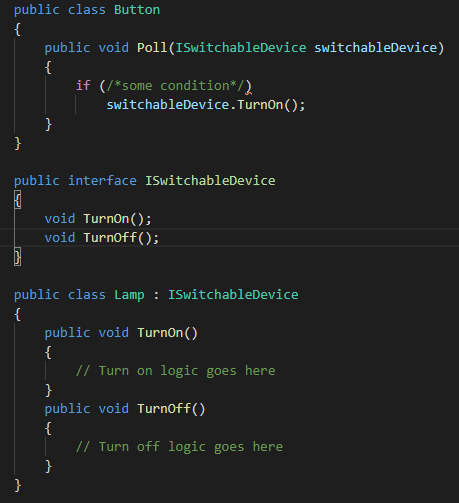 public class Button
{
public void Poll(ISwitchableDevice switchableDevice)
{
if (/*some condition*/)
switchableDevice.TurnOn();
}
}
public interface ISwitchableDevice
{
void TurnOn();
void TurnOff();
}
public class Lamp : ISwitchableDevice
{
public void TurnOn()
{
// Turn on logic goes here
}
public void TurnOff()
{
// Turn off logic goes here
}
}